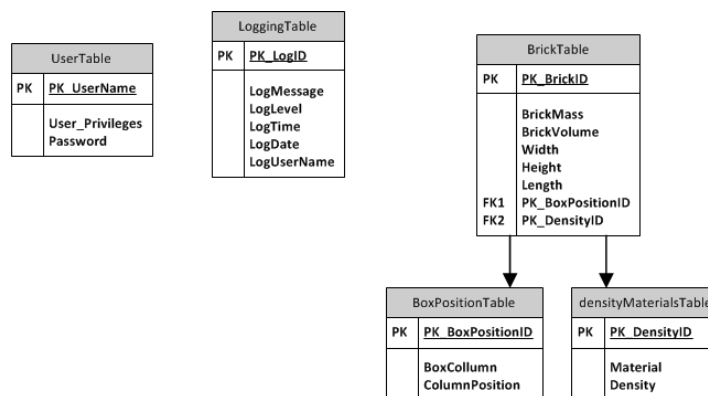 UserTable
PK PK_UserName
User_Privileges
Password
LoggingTable
PK PK_LogID
LogMessage
LogLevel
LogTime
LogDate
LogUserName
BrickTable
PK PK_BrickID
BrickMass
BrickVolume
Width
Height
Length
FK1 PK_BoxPositionID
FK2 PK_DensityID
BoxPositionTable
PK PK_BoxPositionID
BoxCollumn
ColumnPosition
densityMaterialsTable
PK PK_DensityID
Material
Density